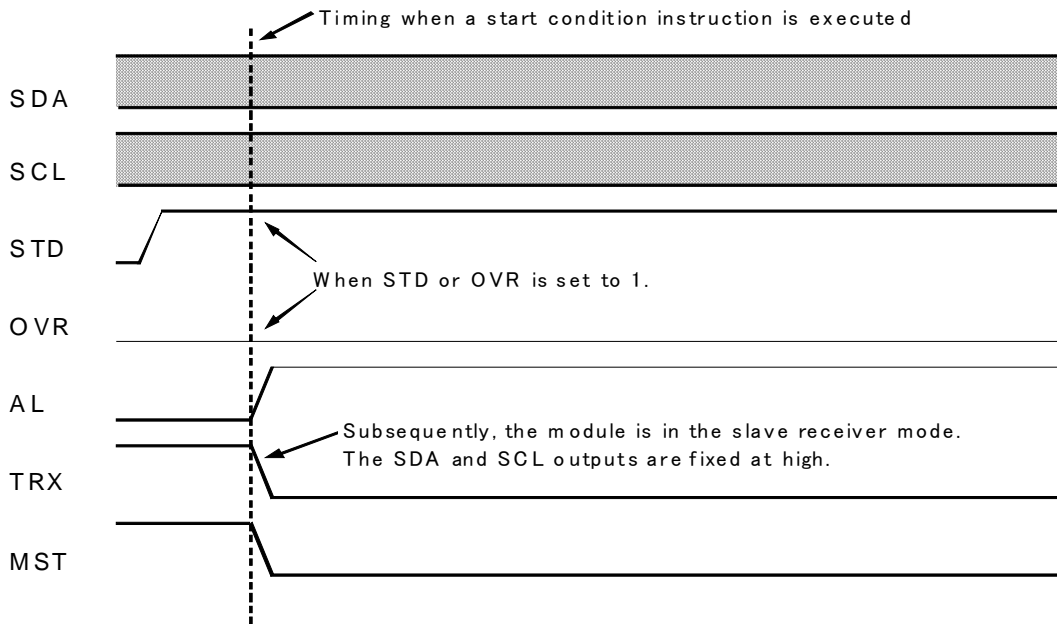 Timing when a start condition instruction is executed
SDA
SCL
STD
When STD or OVR is set to 1.
OVR
AL
Subsequently, the module is in the slave receiver mode.
The SDA and SCL outputs are fixed at high.
TRX
MST